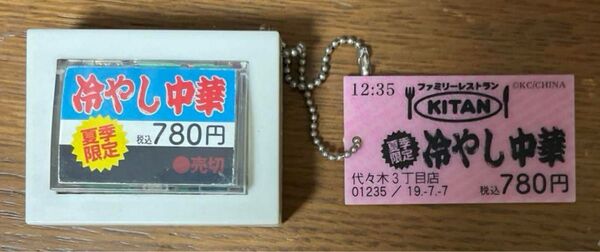 冷やし中華
夏季
限定
税込780円
●売切
12:35
ファミリーレストラン
©KC/CHINA
KITAN
夏季
限定
冷やし中華
代々木3丁目店
01235 / 19.-7.-7
税込780円